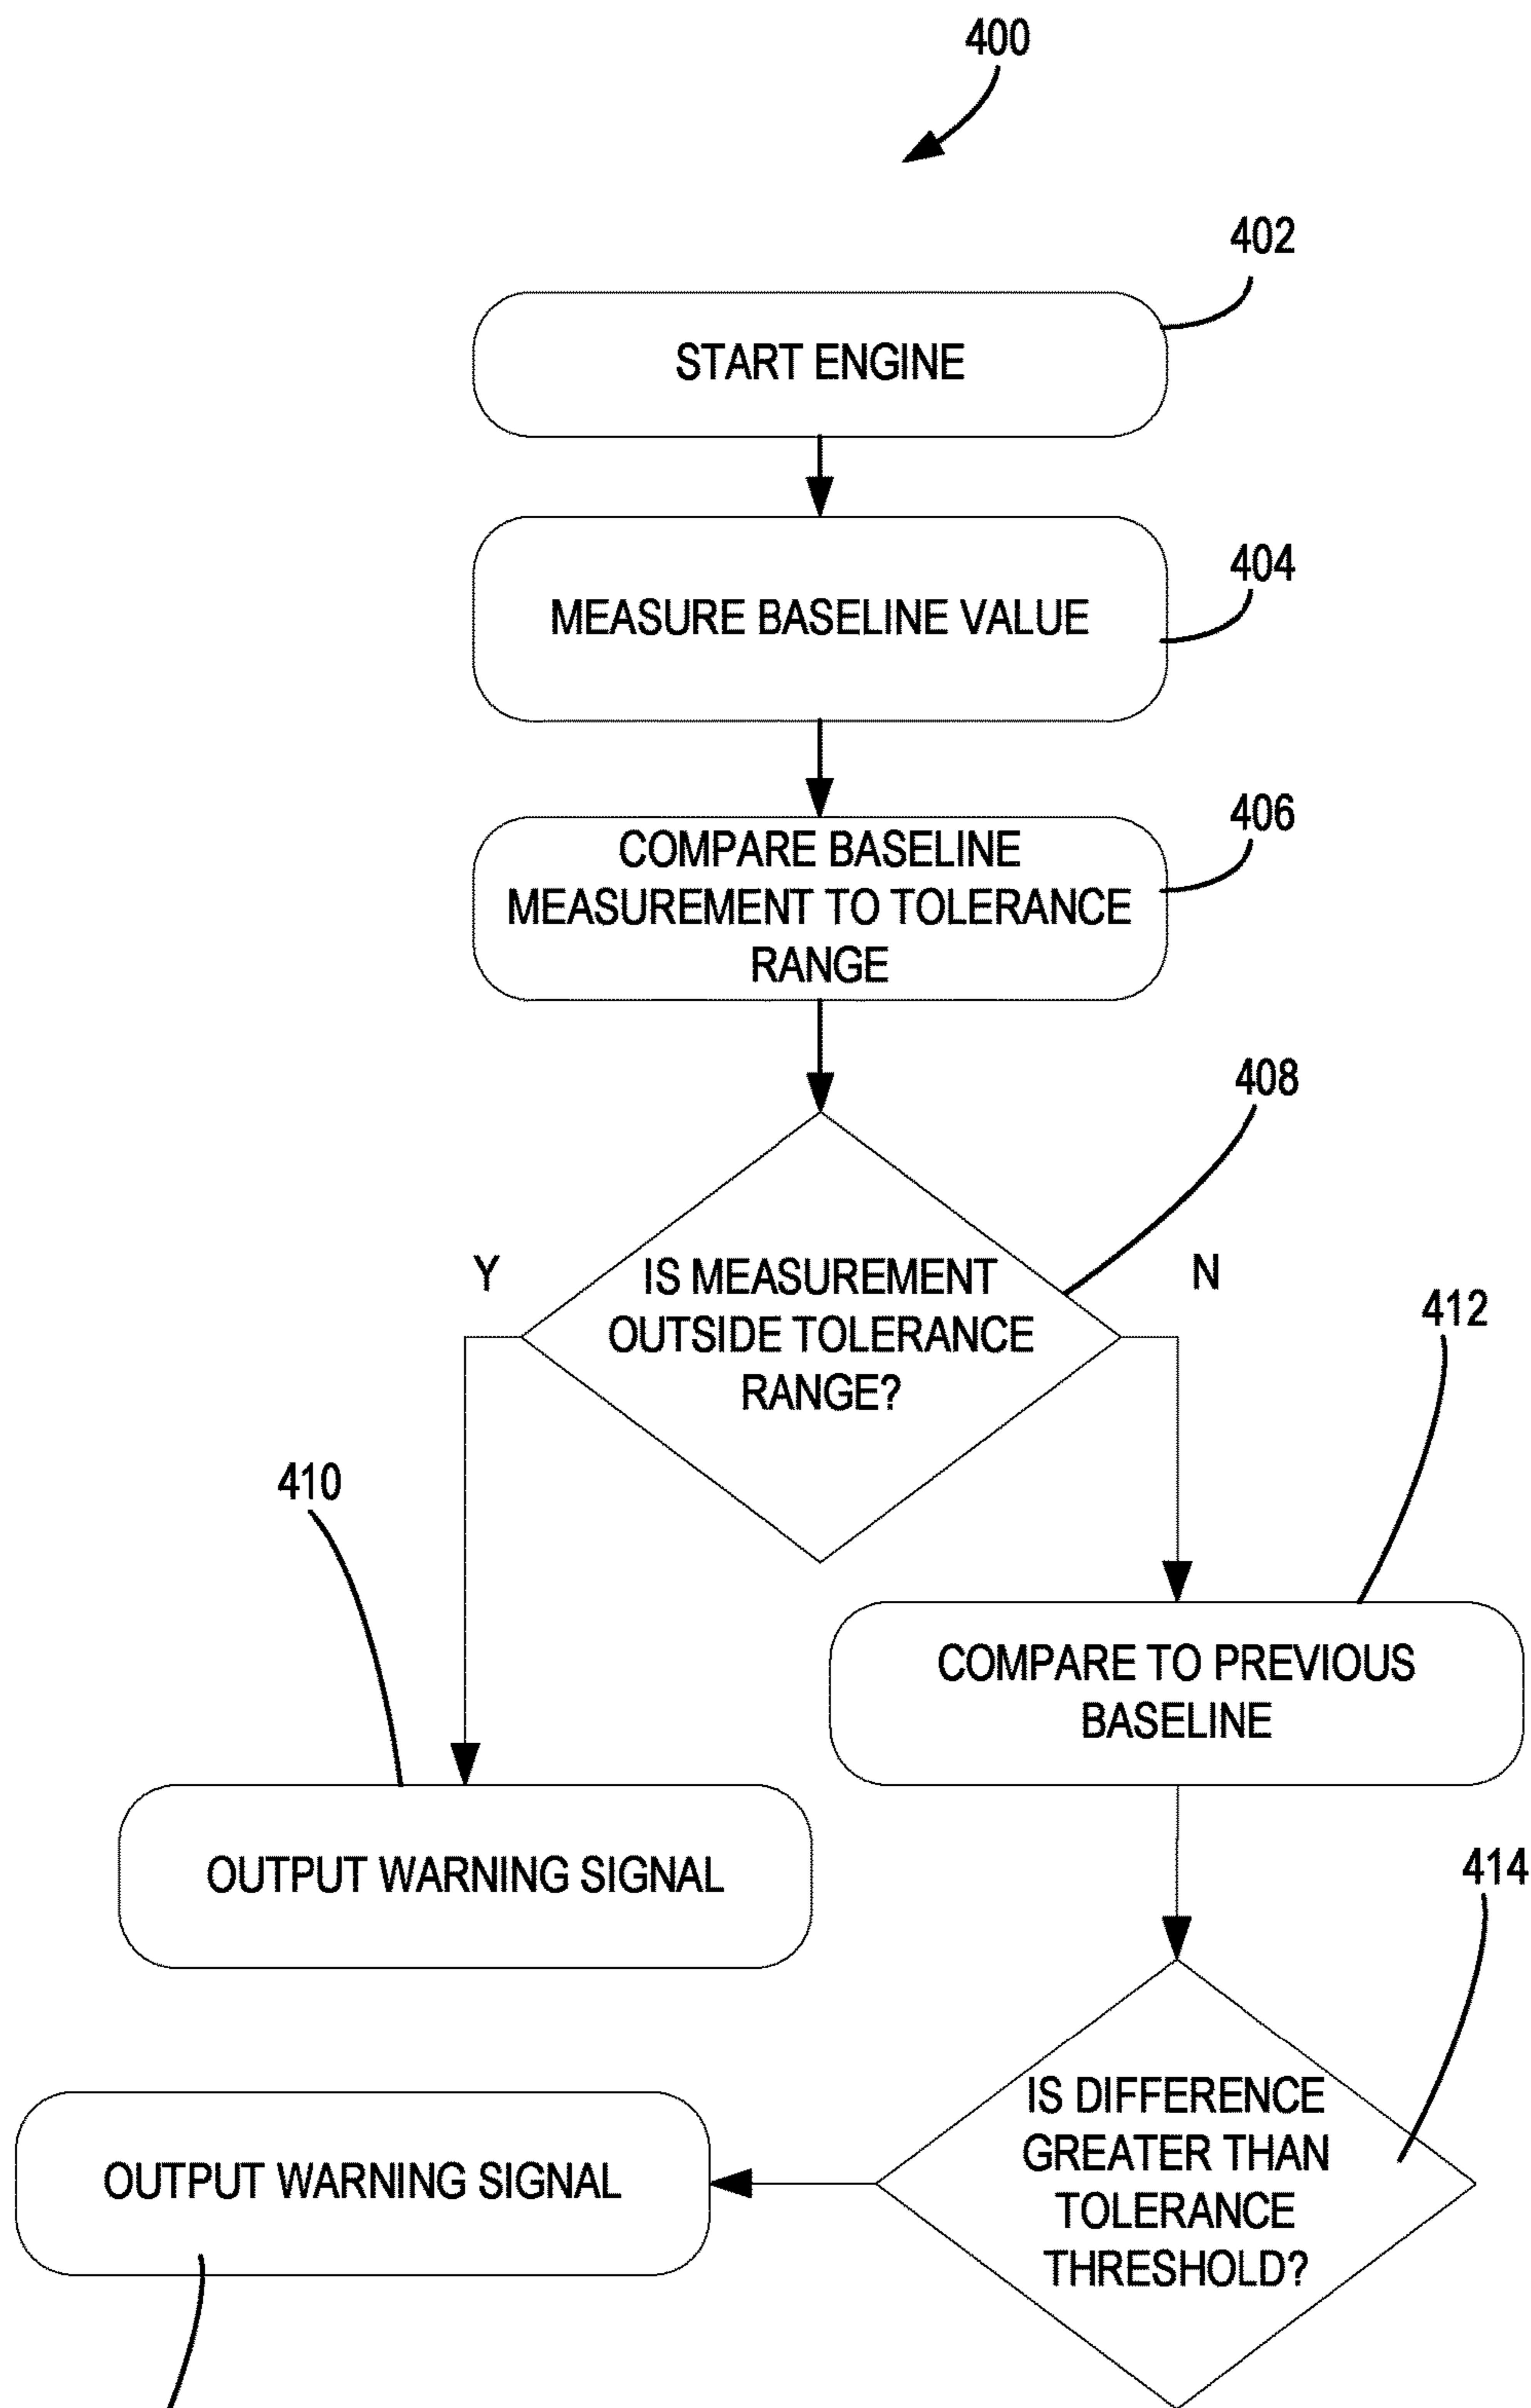 400
402
START ENGINE
404
MEASURE BASELINE VALUE
406
COMPARE BASELINE
MEASUREMENT TO TOLERANCE
RANGE
408
Y
IS MEASUREMENT
OUTSIDE TOLERANCE
RANGE?
N
412
410
COMPARE TO PREVIOUS
BASELINE
OUTPUT WARNING SIGNAL
414
IS DIFFERENCE
GREATER THAN
TOLERANCE
THRESHOLD?
OUTPUT WARNING SIGNAL